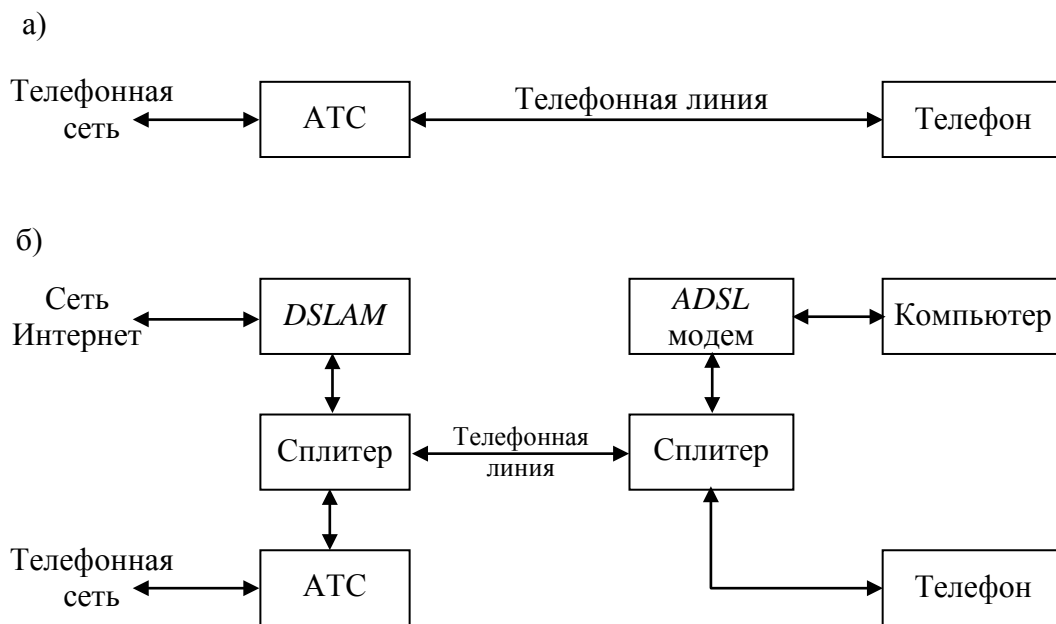 а)
Телефонная
сеть
АТС
Телефонная линия
Телефон
б)
Сеть
Интернет
DSLAM
ADSL
модем
Компьютер
Сплитер
Телефонная
линия
Сплитер
Телефонная
сеть
АТС
Телефон